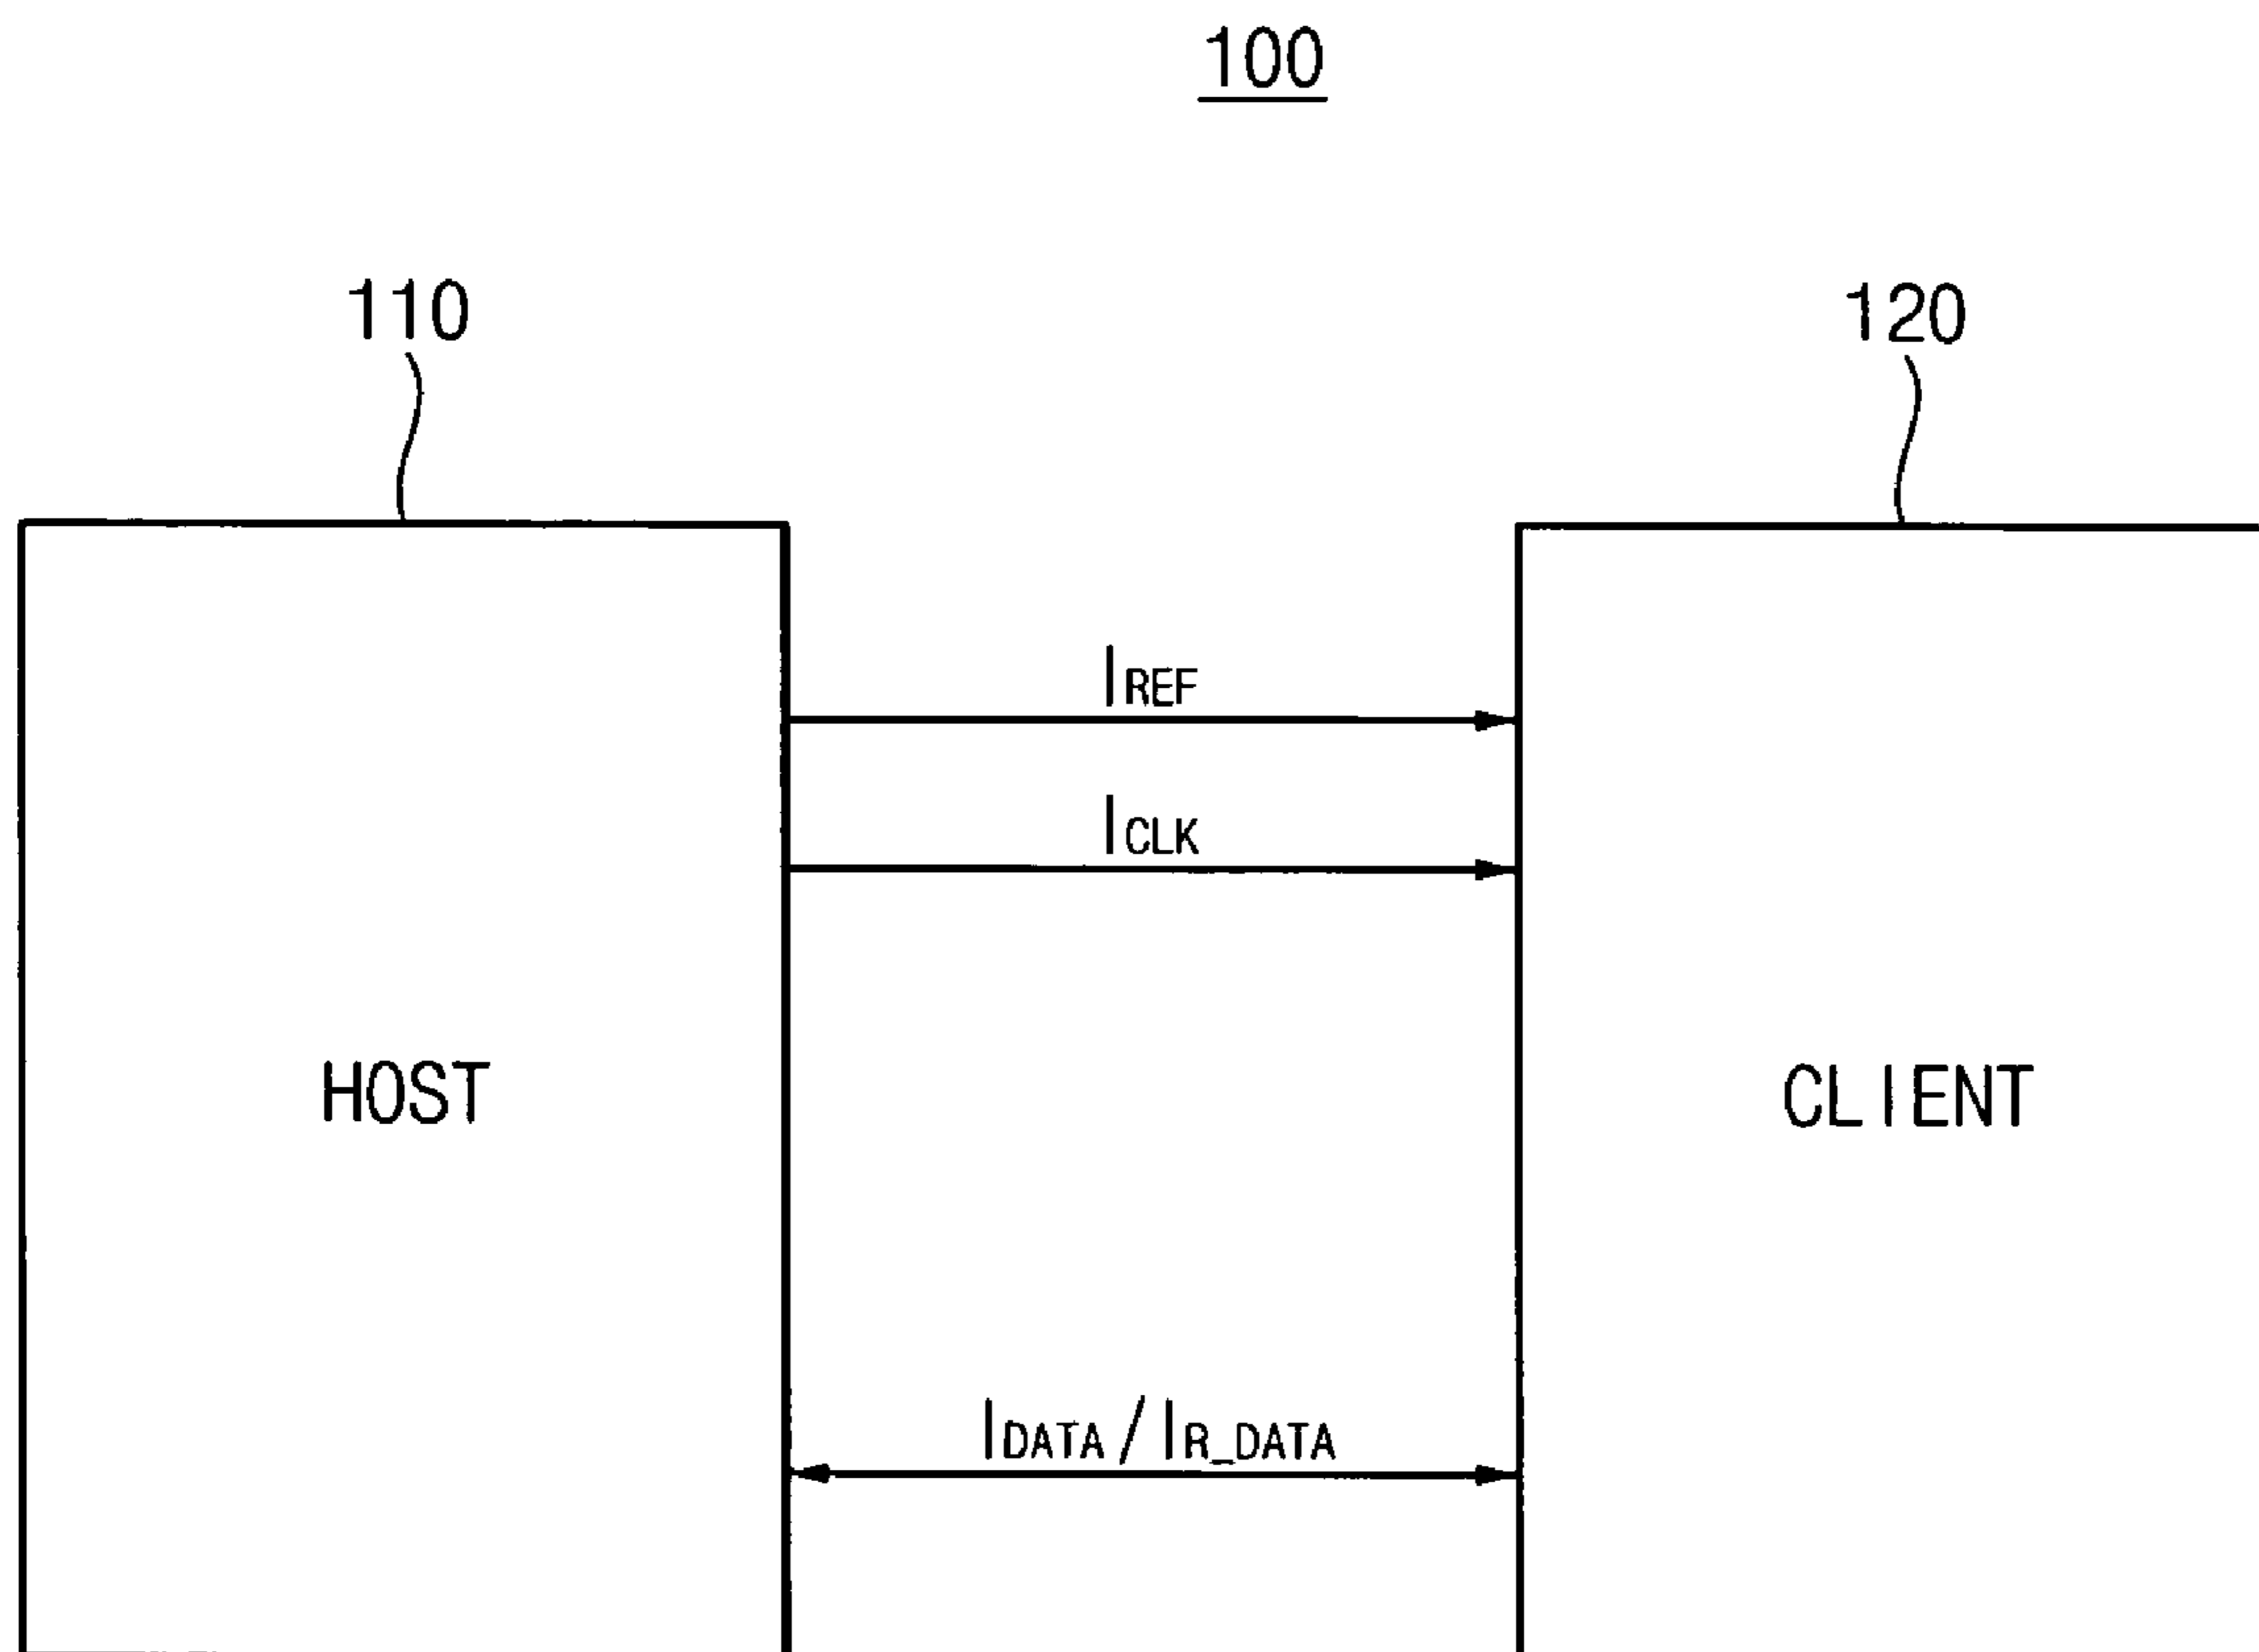 100
110
120
IREF
ICLK
HOST
CLIENT
IDATA/IR_DATA